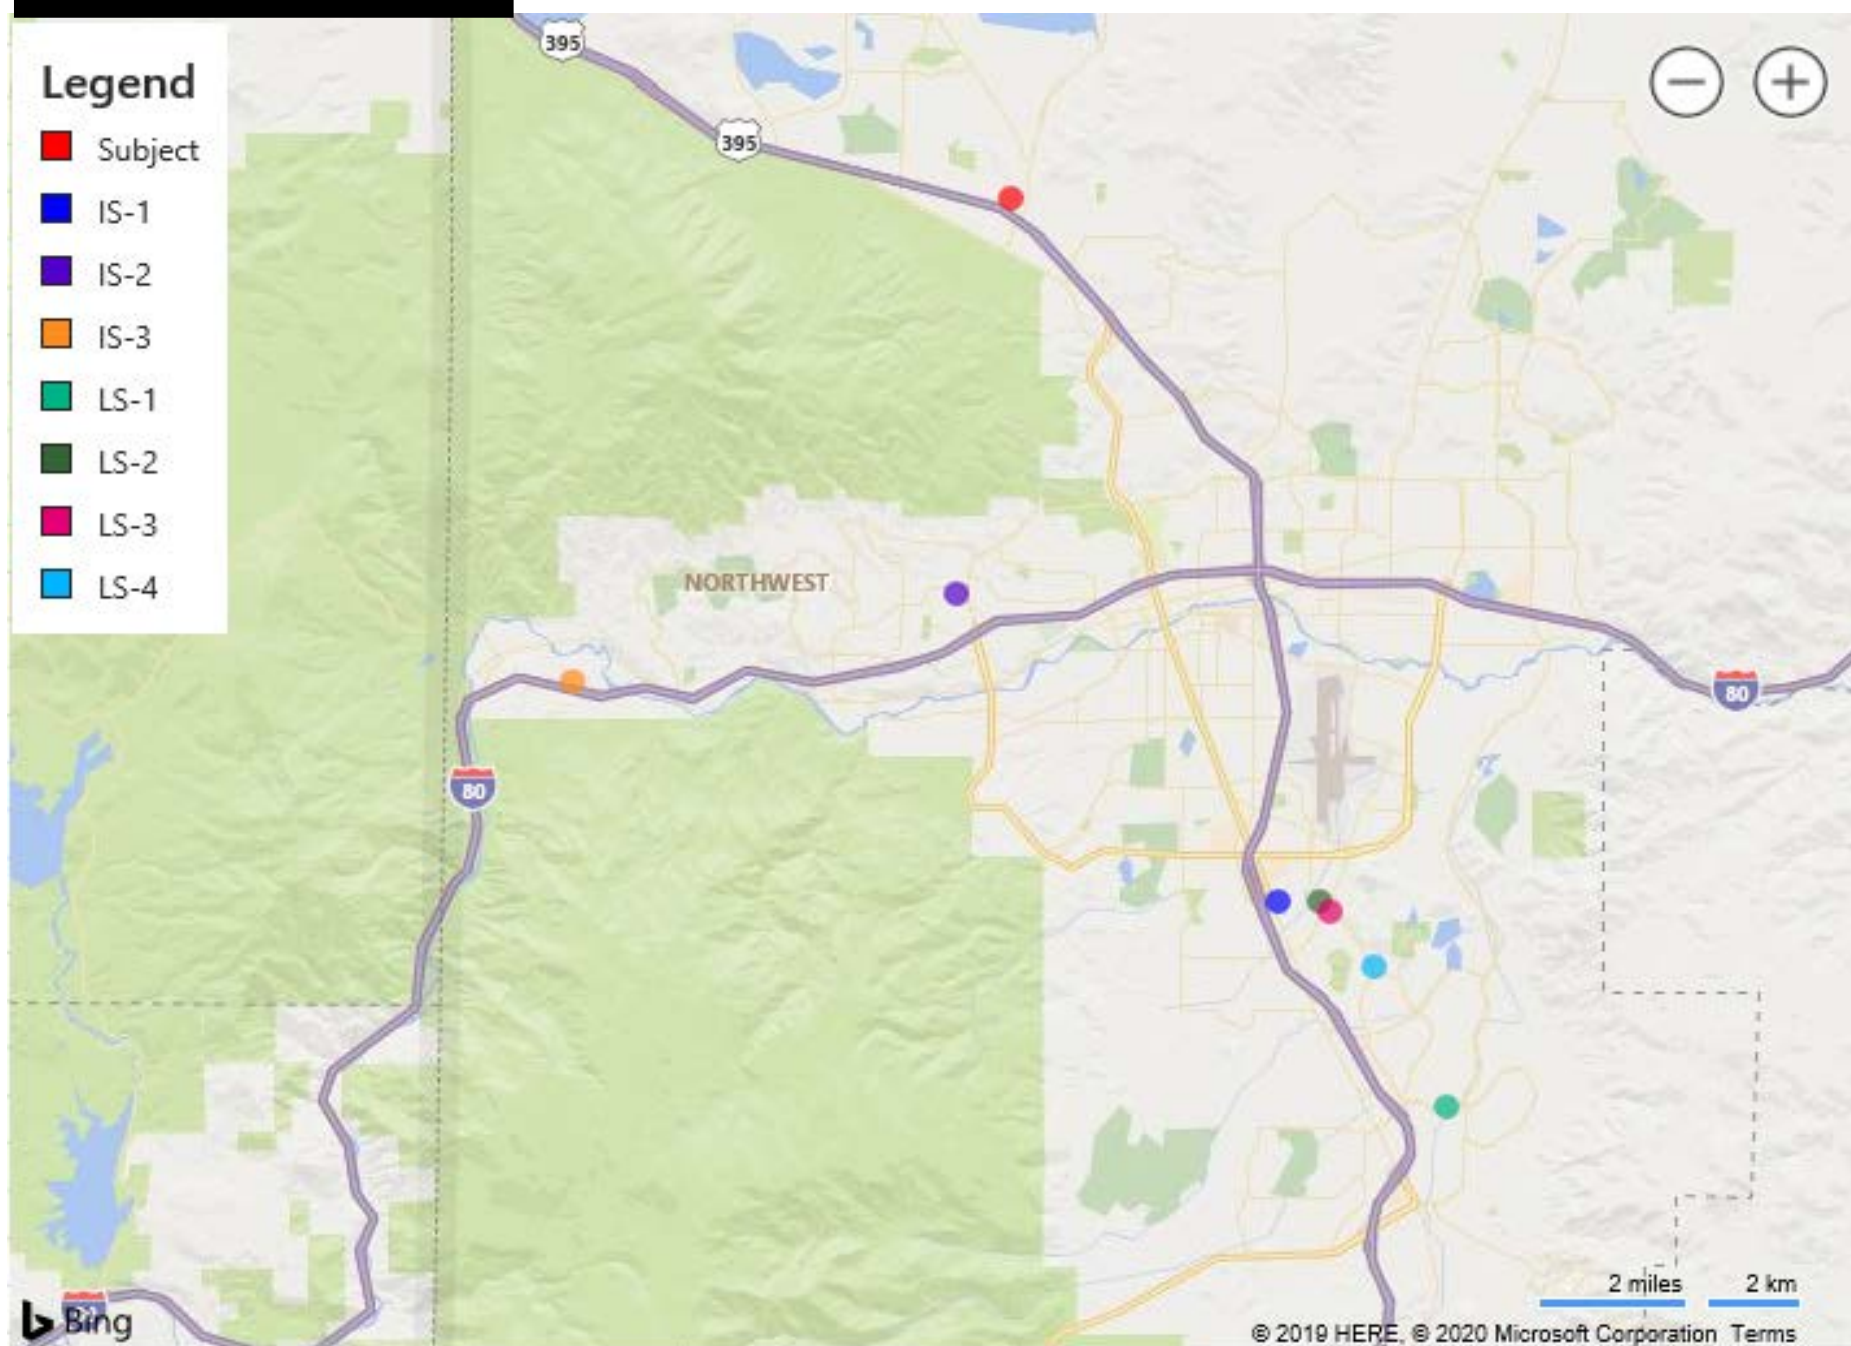 Legend
Subject
IS-1
IS-2
IS-3
LS-1
LS-2
LS-3
LS-4
395
395
NORTHWEST
80
80
Bing
2 miles 2 km
© 2019 HERE, © 2020 Microsoft Corporation Terms